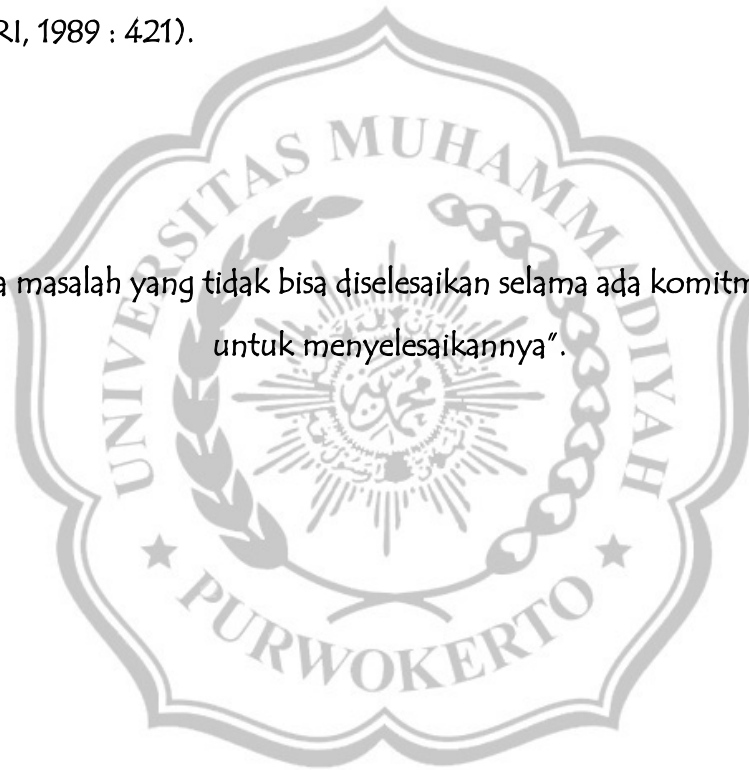 RI, 1989 : 421).
a masalah yang tidak bisa diselesaikan selama ada komitm
untuk menyelesaikannya”.
UNIVERSITAS MUHAMMADIYAH
PURWOKERTO